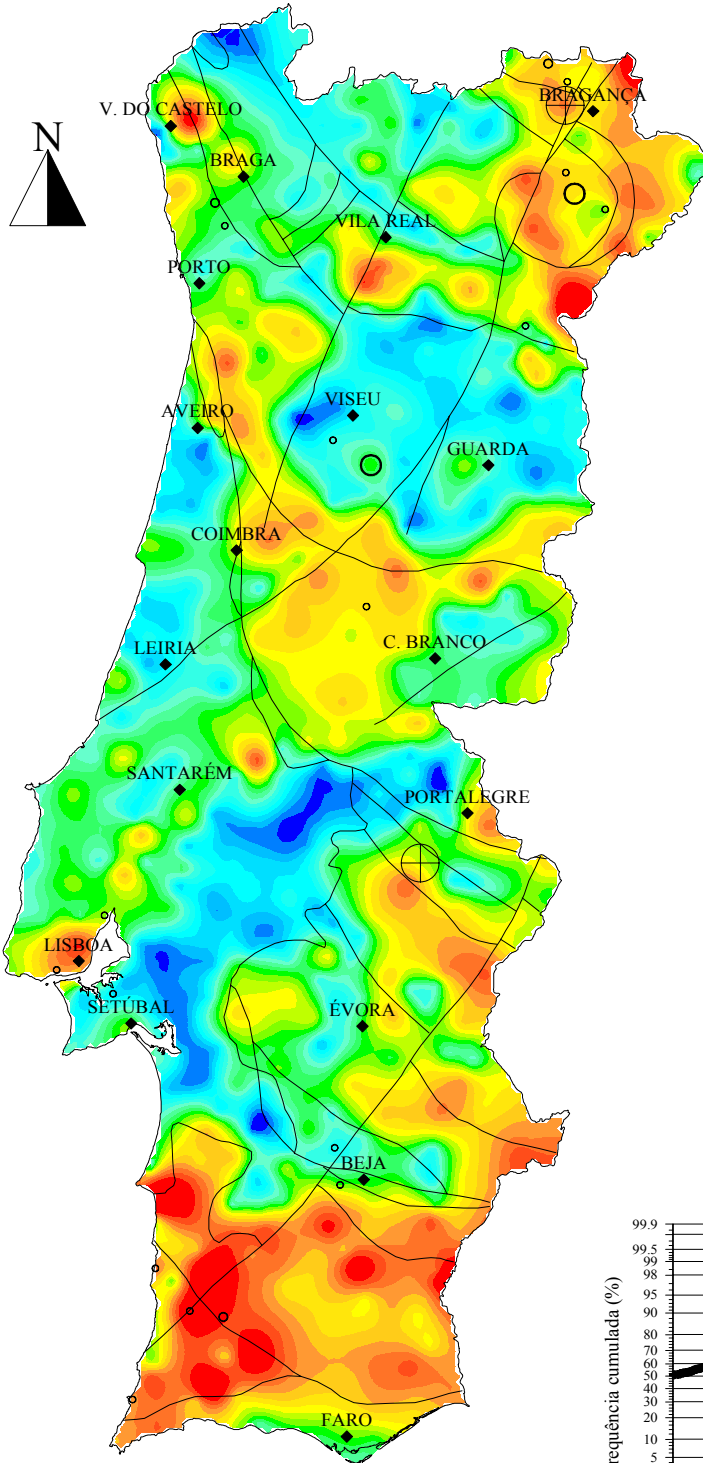 V. DO CASTELO
BRAGANÇA
N
BRAGA
VILA REAL
PORTO
VISEU
AVEIRO
GUARDA
COIMBRA
C. BRANCO
LEIRIA
SANTARÉM
PORTALEGRE
LISBOA
SETÚBAL
ÉVORA
BEJA
FARO
99.9
99.5
99
98
95
90
80
70
60
50
40
30
20
10
5
cumulada (%)